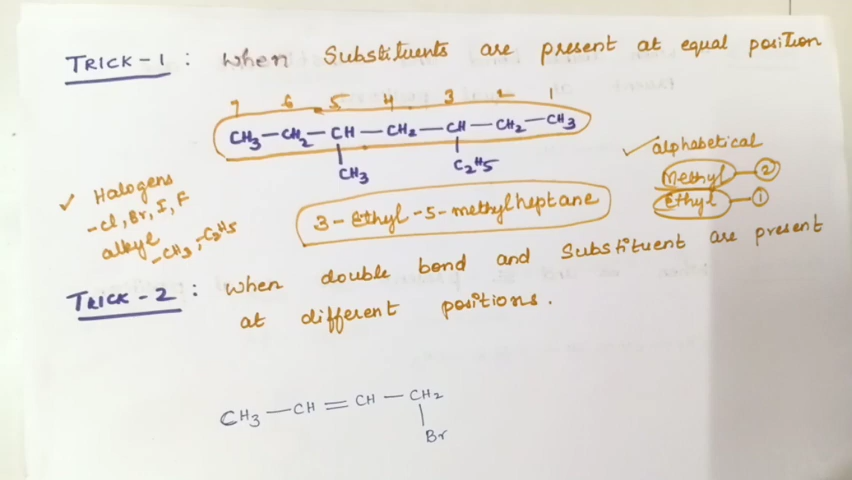 TRICK-1 : When Substituents are present at equal position
7 6 5 4 3 2 1
CH₃—CH₂—CH—CH₂—CH—CH₂—CH₃
CH₃ C₂H₅
✓ alphabetical
Methyl—②
Ethyl—①
✓ Halogens
-Cl, Br, I, F
alkyl
-CH₃, -C₂H₅
3-Ethyl-5-methylheptane
TRICK-2 : When double bond and Substituent are present
at different positions.
CH₃—CH=CH—CH₂
Br